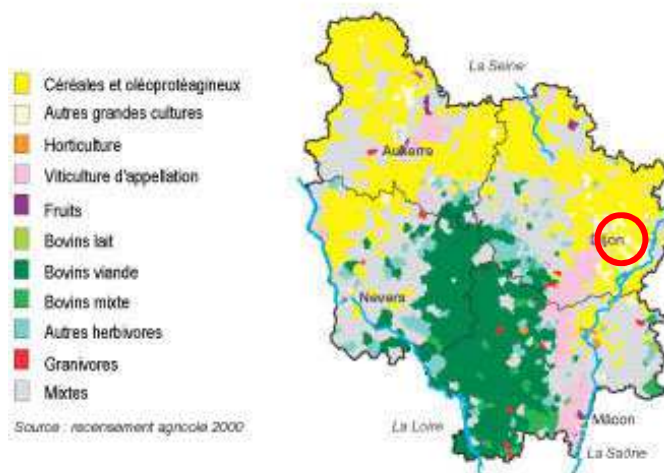 Céréales et oléoprotéagineux
Autres grandes cultures
Horticulture
Viticulture d'appellation
Fruits
Bovins lait
Bovins viande
Bovins mixte
Autres herbivores
Granivores
Mixtes
Source : recensement agricole 2000
La Seine
Auxerre
Dijon
Nevers
Mâcon
La Loire
La Saône